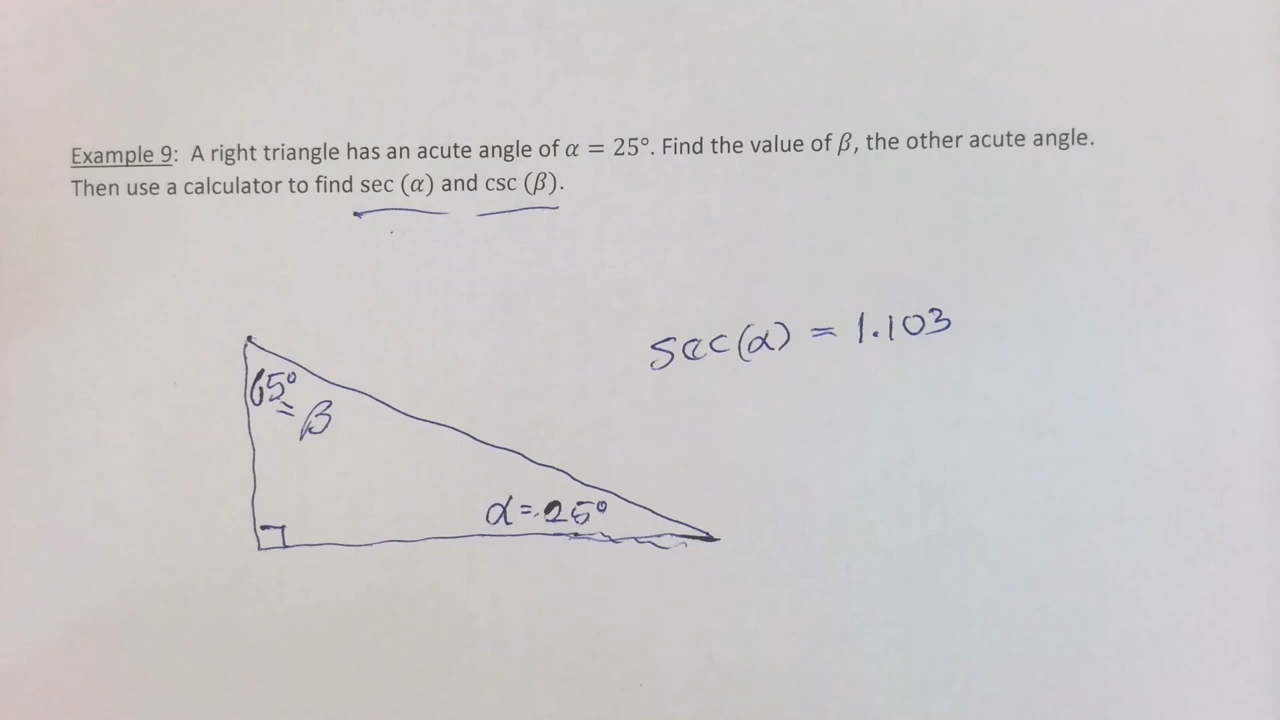 Example 9: A right triangle has an acute angle of α = 25°. Find the value of β, the other acute angle.
Then use a calculator to find sec (α) and csc (β).
sec(α) = 1.103
65°
= β
α = 25°